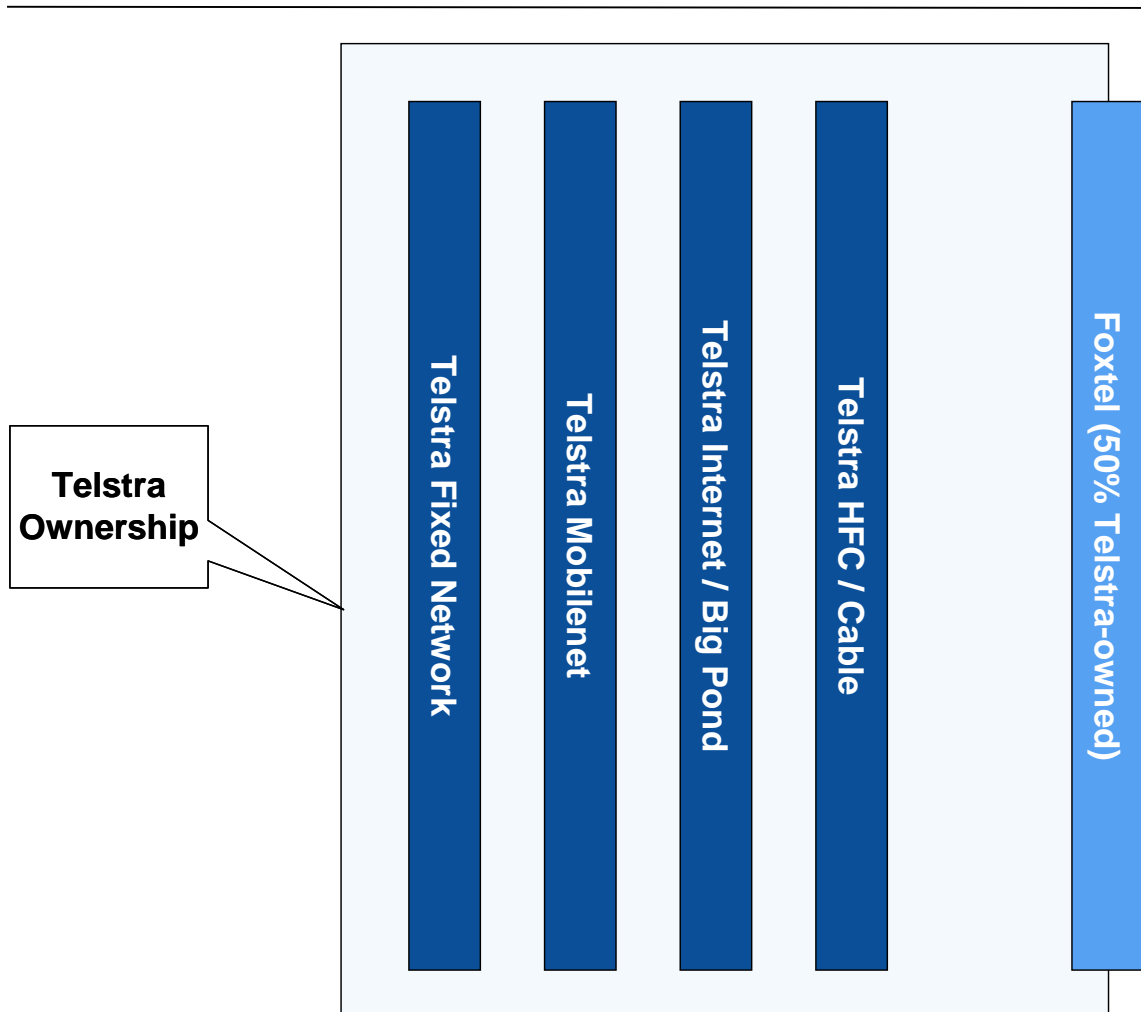 Telstra
Ownership
Telstra Fixed Network
Telstra Mobilenet
Telstra Internet / Big Pond
Telstra HFC / Cable
Foxtel (50% Telstra-owned)